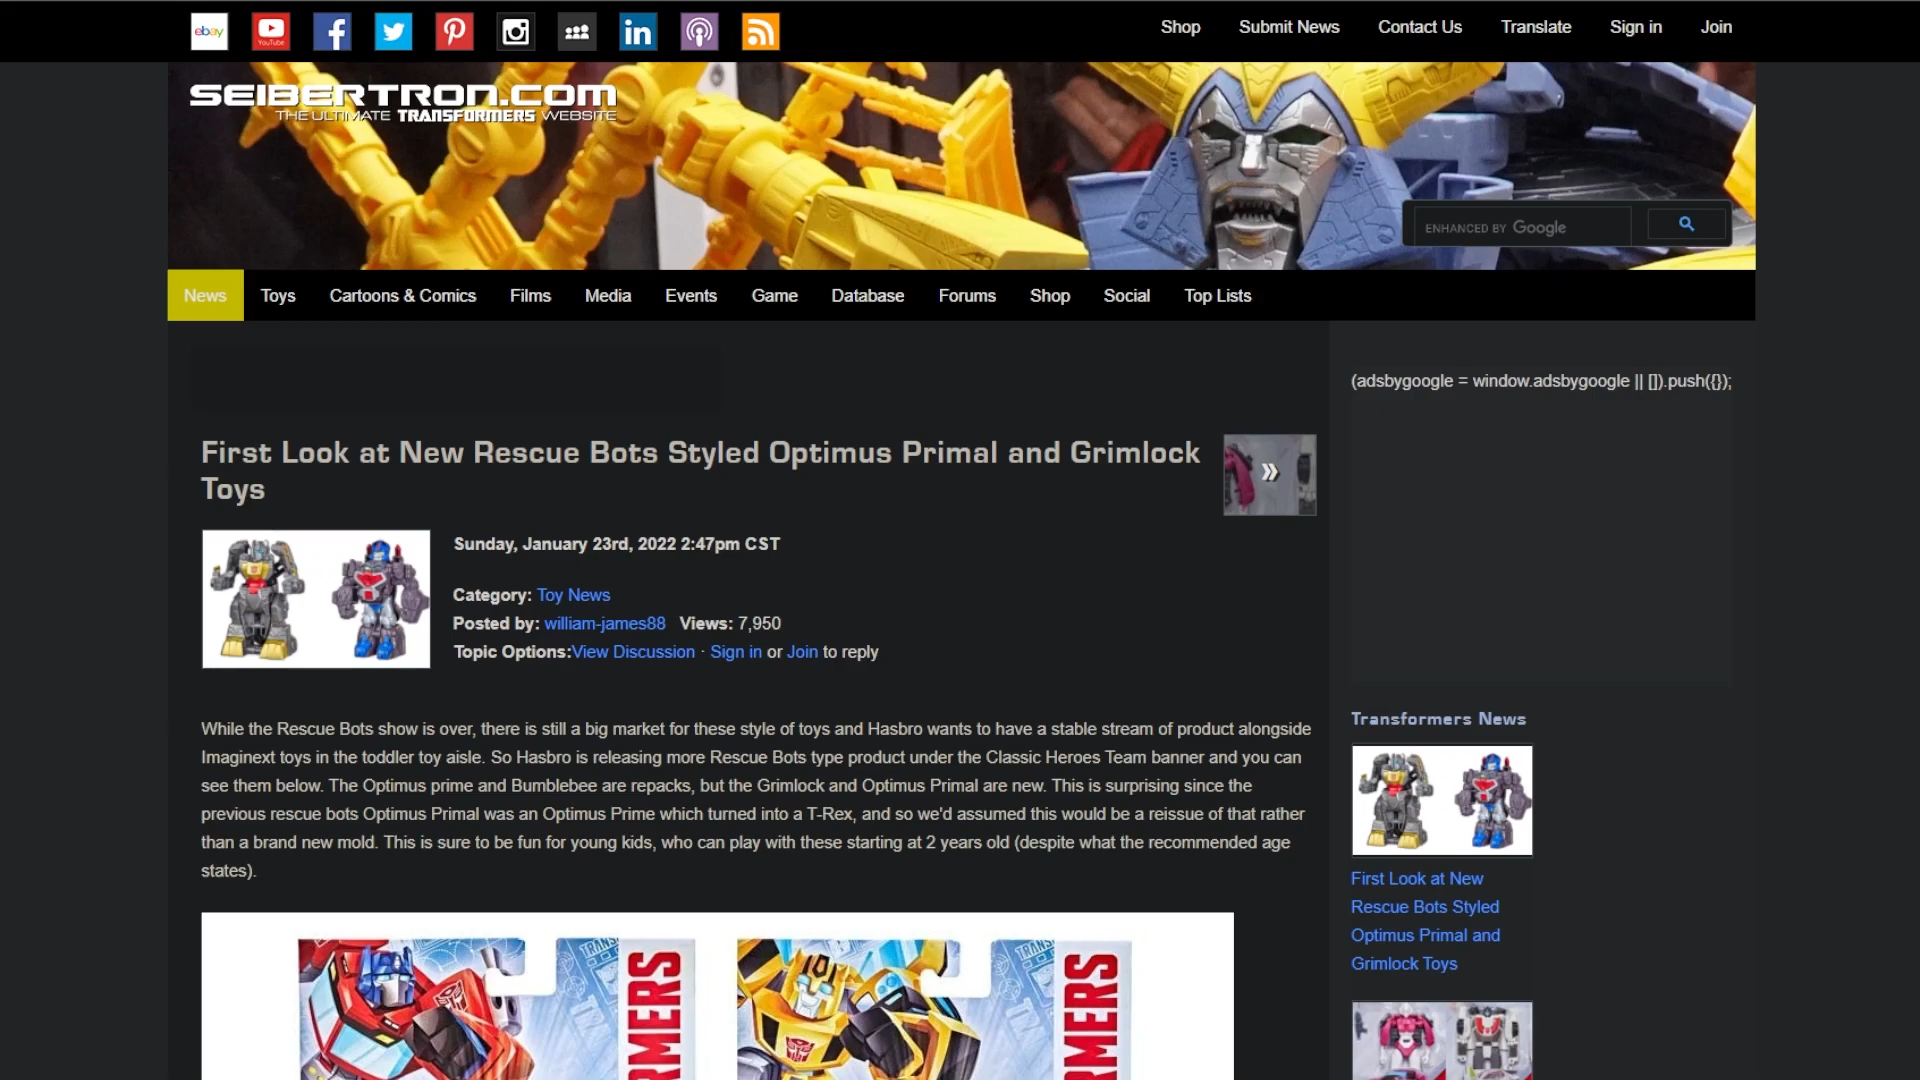 ebay
YouTube
Shop
Submit News
Contact Us
Translate
Sign in
Join
SEIBERTRON.COM
THE ULTIMATE TRANSFORMERS WEBSITE
ENHANCED BY Google
News
Toys
Cartoons & Comics
Films
Media
Events
Game
Database
Forums
Shop
Social
Top Lists
(adsbygoogle = window.adsbygoogle || []).push({});
First Look at New Rescue Bots Styled Optimus Primal and Grimlock
Toys
Sunday, January 23rd, 2022 2:47pm CST
Category: Toy News
Posted by: william-james88 Views: 7,950
Topic Options:View Discussion · Sign in or Join to reply
While the Rescue Bots show is over, there is still a big market for these style of toys and Hasbro wants to have a stable stream of product alongside
Imaginext toys in the toddler toy aisle. So Hasbro is releasing more Rescue Bots type product under the Classic Heroes Team banner and you can
see them below. The Optimus prime and Bumblebee are repacks, but the Grimlock and Optimus Primal are new. This is surprising since the
previous rescue bots Optimus Primal was an Optimus Prime which turned into a T-Rex, and so we'd assumed this would be a reissue of that rather
than a brand new mold. This is sure to be fun for young kids, who can play with these starting at 2 years old (despite what the recommended age
states).
TRANS
RMERS
TRANS
RMERS
Transformers News
First Look at New
Rescue Bots Styled
Optimus Primal and
Grimlock Toys